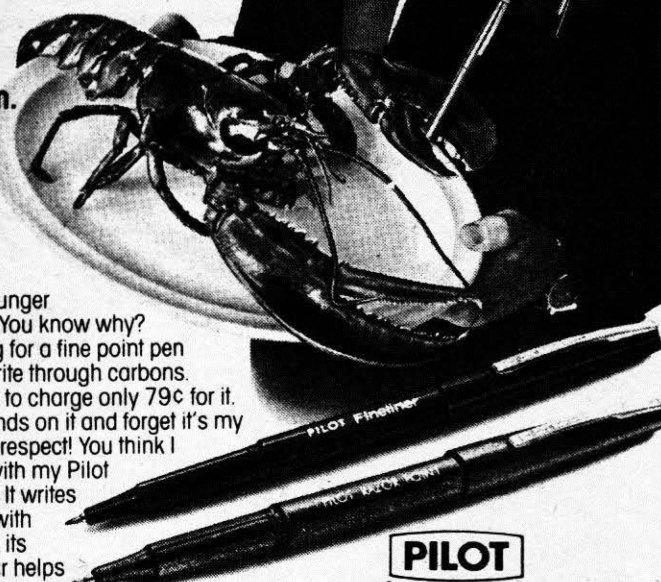 n.
unger
You know why?
g for a fine point pen
rite through carbons.
to charge only 79¢ for it.
nds on it and forget it's my
respect! You think I
with my Pilot
It writes
with
its
r helps
PILOT Fineliner
PILOT RAZOR POINT
PILOT